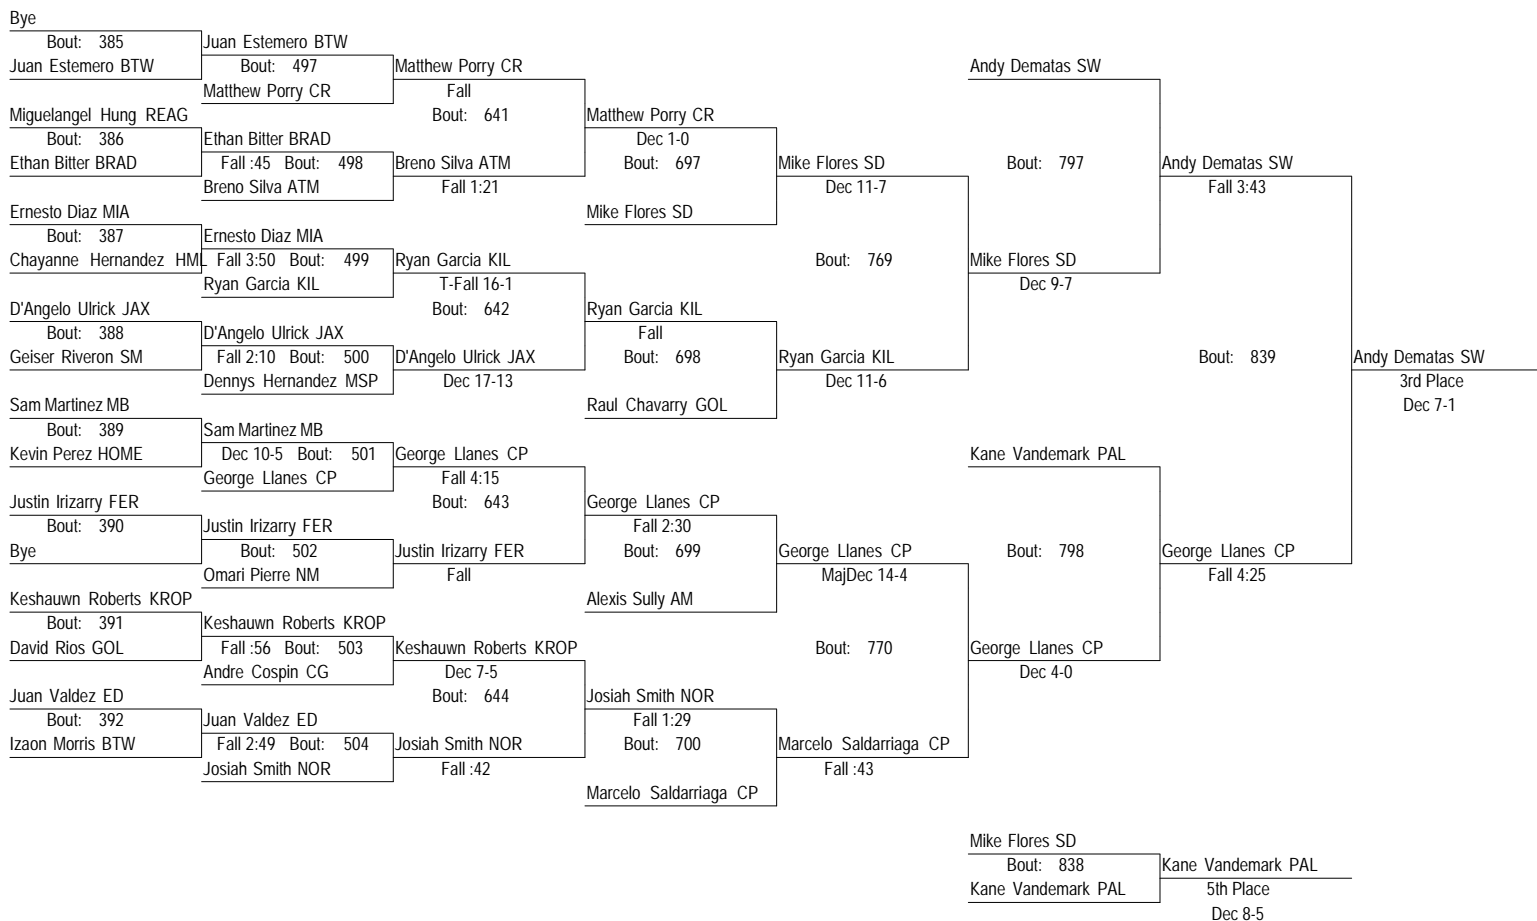 Bye
Bout: 385 Juan Estemero BTW
Juan Estemero BTW Bout: 497 Matthew Porry CR Andy Dematas SW
Matthew Porry CR Fall
Miguelangel Hung REAG Bout: 641 Matthew Porry CR
Bout: 386 Ethan Bitter BRAD Dec 1-0
Ethan Bitter BRAD Fall :45 Bout: 498 Breno Silva ATM Bout: 697 Mike Flores SD Bout: 797 Andy Dematas SW
Breno Silva ATM Fall 1:21 Dec 11-7 Fall 3:43
Ernesto Diaz MIA Mike Flores SD
Bout: 387 Ernesto Diaz MIA
Chayanne Hernandez HML Fall 3:50 Bout: 499 Ryan Garcia KIL Bout: 769 Mike Flores SD
Ryan Garcia KIL T-Fall 16-1 Dec 9-7
D'Angelo Ulrick JAX Bout: 642 Ryan Garcia KIL
Bout: 388 D'Angelo Ulrick JAX Fall
Geiser Riveron SM Fall 2:10 Bout: 500 D'Angelo Ulrick JAX Bout: 698 Ryan Garcia KIL Bout: 839 Andy Dematas SW
Dennys Hernandez MSP Dec 17-13 Dec 11-6 3rd Place
Sam Martinez MB Raul Chavarry GOL Dec 7-1
Bout: 389 Sam Martinez MB
Kevin Perez HOME Dec 10-5 Bout: 501 George Llanes CP Kane Vandemark PAL
George Llanes CP Fall 4:15
Justin Irizarry FER Bout: 643 George Llanes CP
Bout: 390 Justin Irizarry FER Fall 2:30
Bye Bout: 502 Justin Irizarry FER Bout: 699 George Llanes CP Bout: 798 George Llanes CP
Omari Pierre NM Fall MajDec 14-4 Fall 4:25
Keshauwn Roberts KROP Alexis Sully AM
Bout: 391 Keshauwn Roberts KROP
David Rios GOL Fall :56 Bout: 503 Keshauwn Roberts KROP Bout: 770 George Llanes CP
Andre Cospin CG Dec 7-5 Dec 4-0
Juan Valdez ED Bout: 644 Josiah Smith NOR
Bout: 392 Juan Valdez ED Fall 1:29
Izaon Morris BTW Fall 2:49 Bout: 504 Josiah Smith NOR Bout: 700 Marcelo Saldarriaga CP
Josiah Smith NOR Fall :42 Fall :43
Marcelo Saldarriaga CP
Mike Flores SD
Bout: 838 Kane Vandemark PAL
Kane Vandemark PAL 5th Place
Dec 8-5